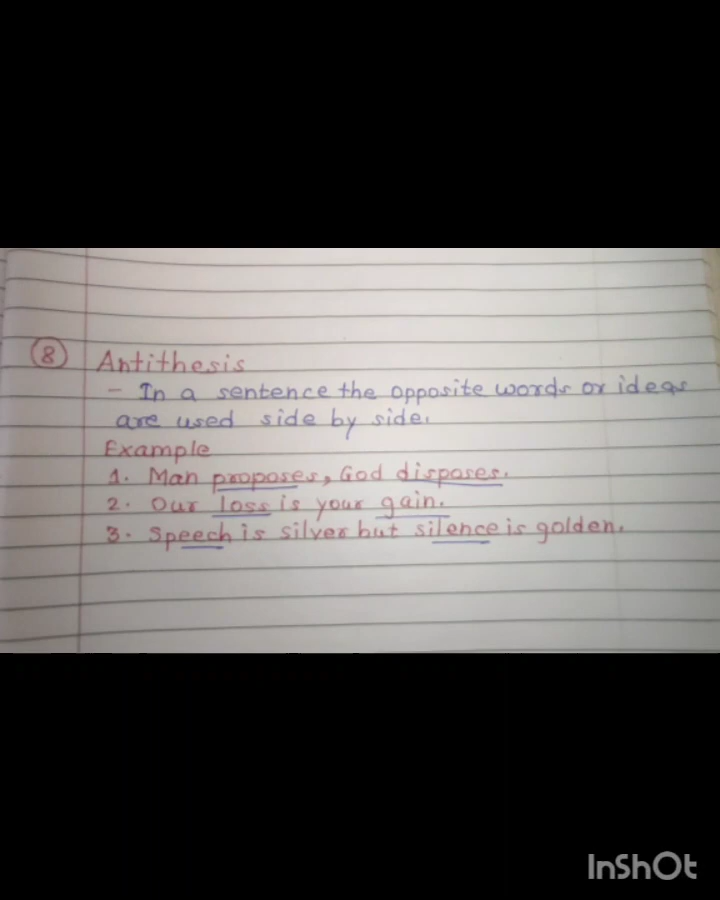 8 Antithesis
- In a sentence the opposite words or ideas
are used side by side.
Example
1. Man proposes, God disposes.
2. Our loss is your gain.
3. Speech is silver but silence is golden.
InShOt